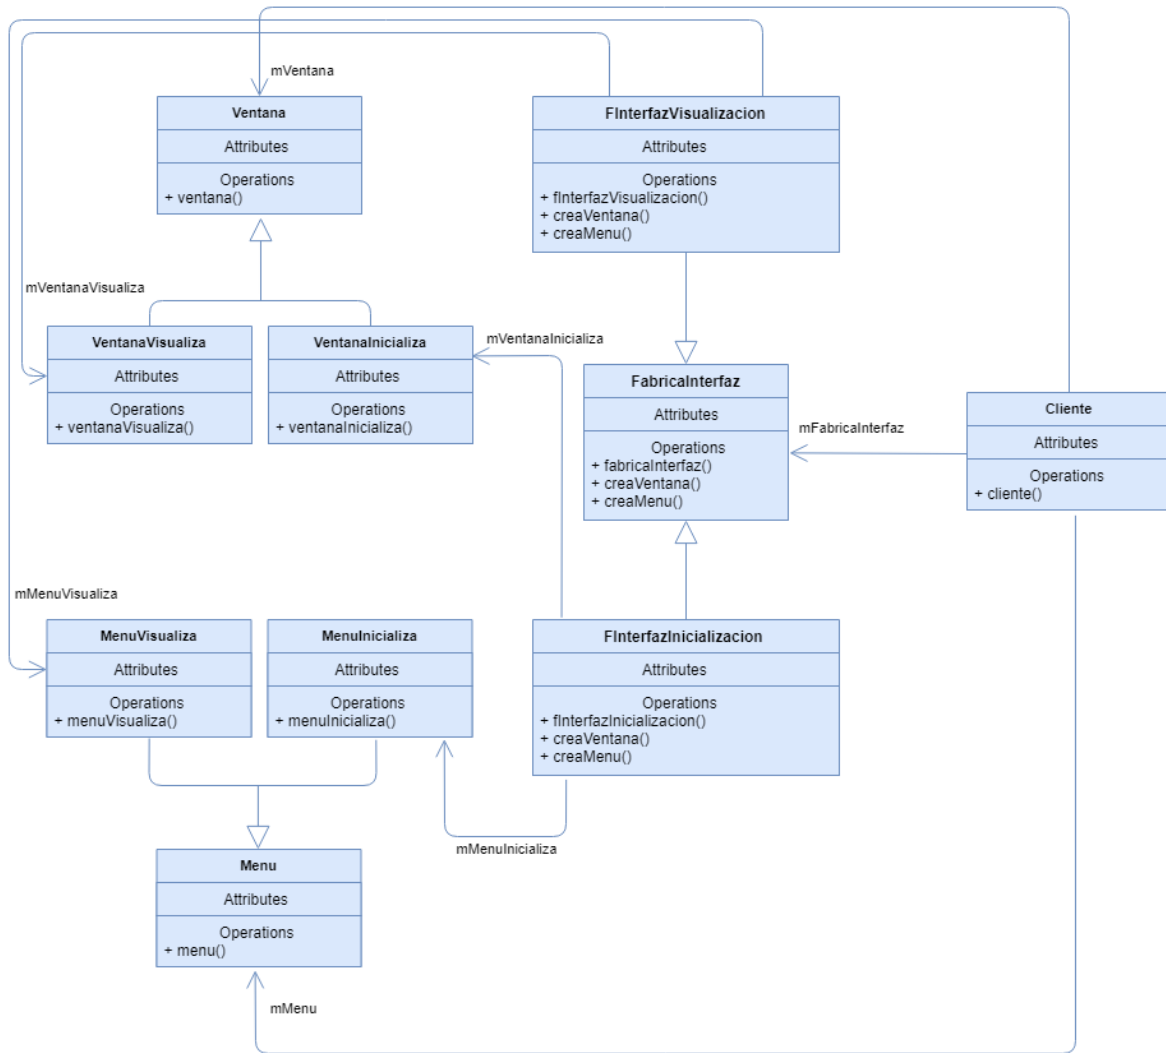 mVentana
Ventana
Attributes
Operations
+ ventana()
FInterfazVisualizacion
Attributes
Operations
+ fInterfazVisualizacion()
+ creaVentana()
+ creaMenu()
mVentanaVisualiza
VentanaVisualiza
Attributes
Operations
+ ventanaVisualiza()
VentanaInicializa
Attributes
Operations
+ ventanaInicializa()
mVentanaInicializa
FabricaInterfaz
Attributes
Operations
+ fabricaInterfaz()
+ creaVentana()
+ creaMenu()
mFabricaInterfaz
Cliente
Attributes
Operations
+ cliente()
mMenuVisualiza
MenuVisualiza
Attributes
Operations
+ menuVisualiza()
MenuInicializa
Attributes
Operations
+ menuInicializa()
FInterfazInicializacion
Attributes
Operations
+ fInterfazInicializacion()
+ creaVentana()
+ creaMenu()
mMenuInicializa
Menu
Attributes
Operations
+ menu()
mMenu